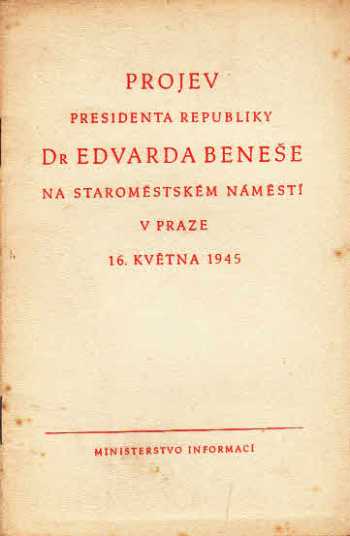 PROJEV
PRESIDENTA REPUBLIKY
DR EDVARDA BENEŠE
NA STAROMĚSTSKÉM NÁMĚSTÍ
V PRAZE
16. KVĚTNA 1945
MINISTERSTVO INFORMACÍ